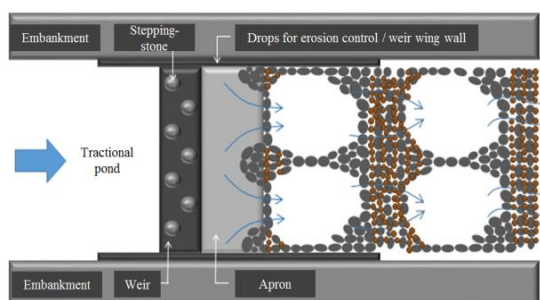 Embankment
Stepping-
stone
Drops for erosion control / weir wing wall
Tractional
pond
Embankment
Weir
Apron